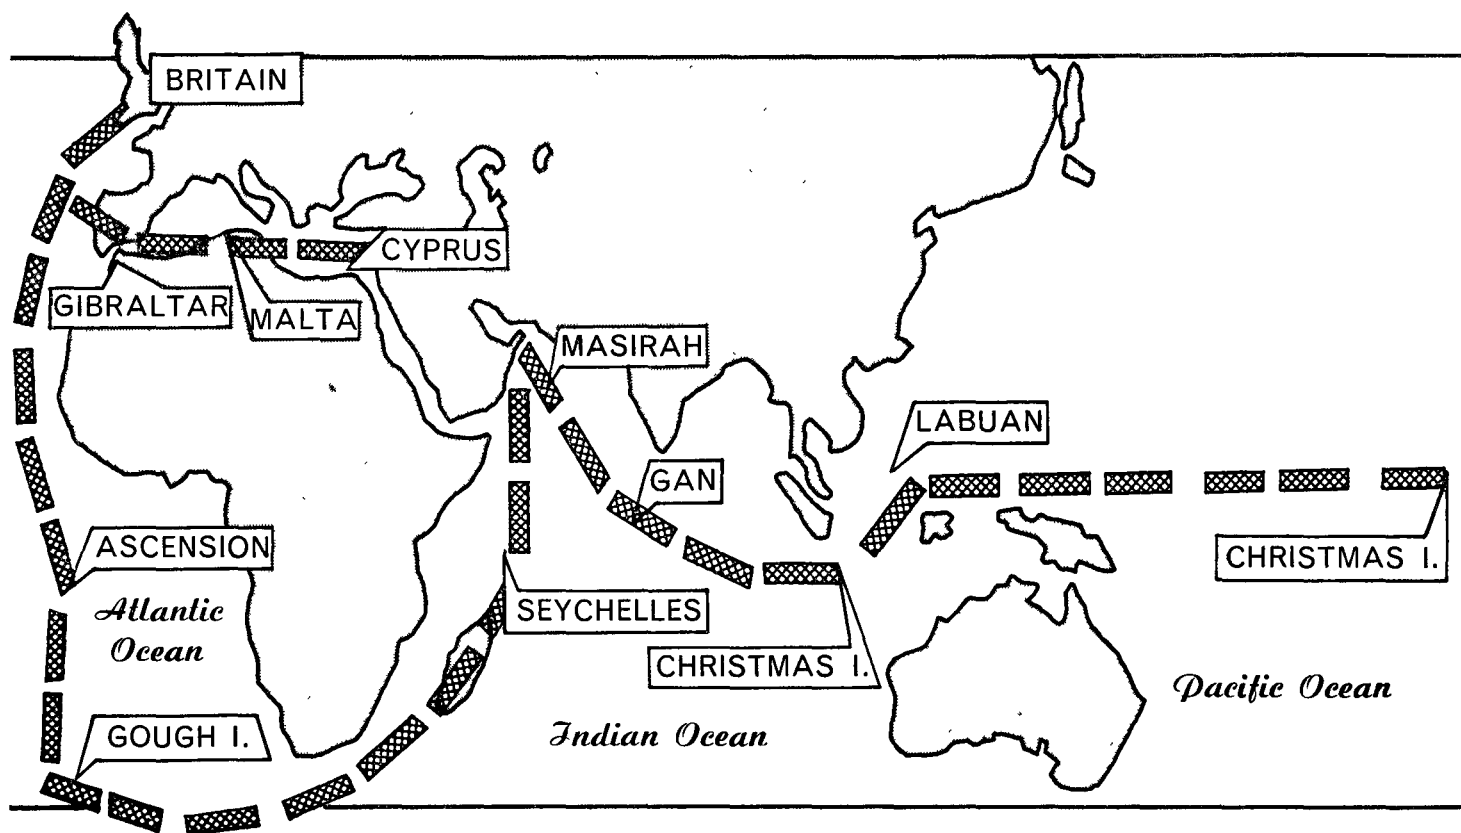 BRITAIN
CYPRUS
GIBRALTAR
MALTA
MASIRAH
LABUAN
GAN
ASCENSION
CHRISTMAS I.
Atlantic
Ocean
SEYCHELLES
CHRISTMAS I.
Pacific Ocean
GOUGH I.
Indian Ocean